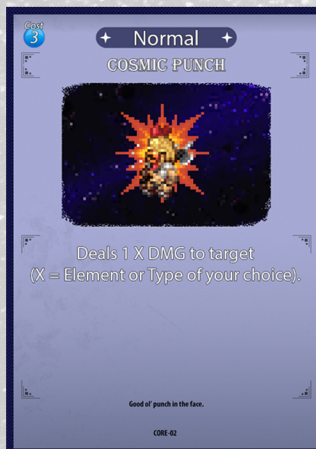 Cost
3
Normal
COSMIC PUNCH
Deals 1 X DMG to target
(X = Element or Type of your choice).
Good ol' punch in the face.
CORE-02